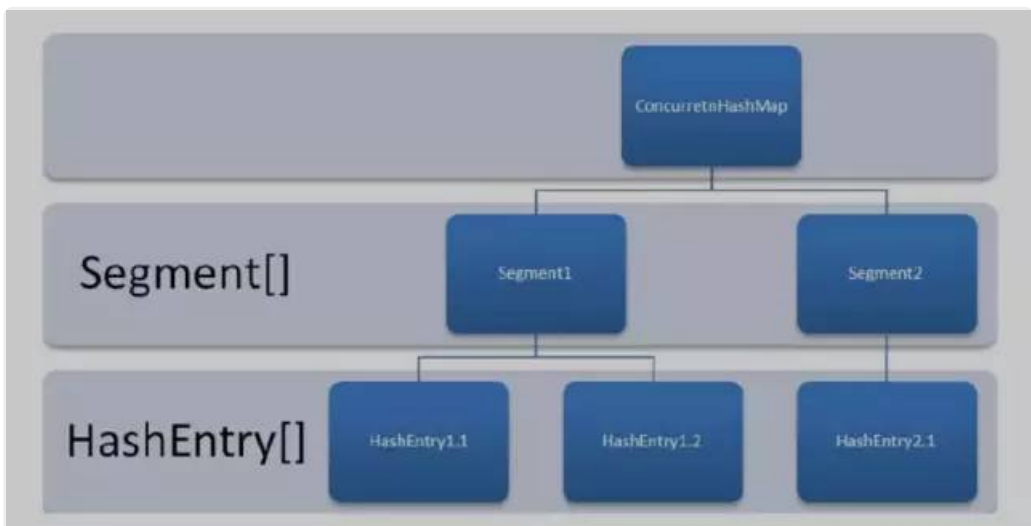 ConcurretnHashMap
Segment[]
Segment1
Segment2
HashEntry[]
HashEntry1.1
HashEntry1.2
HashEntry2.1